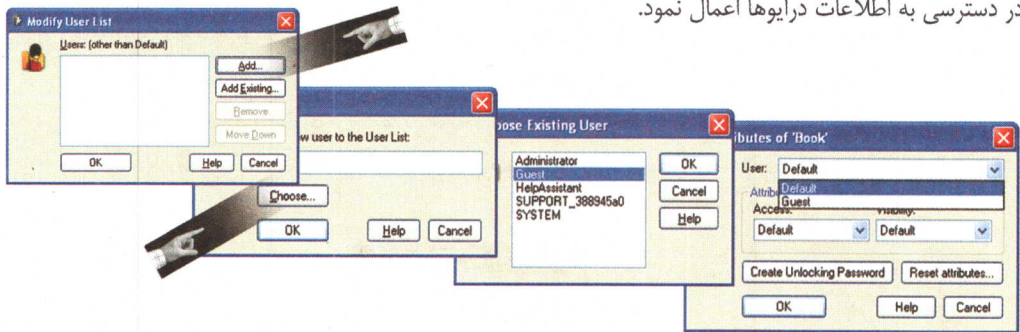 در دسترسی به اطلاعات درایوها اعمال نمود.
Modify User List
Users: (other than Default)
Add...
Add Existing...
Remove
Move Down
OK
Help
Cancel
user to the User List:
Choose...
OK
Help
Cancel
Existing User
Administrator
Guest
HelpAssistant
SUPPORT_388945a0
SYSTEM
OK
Cancel
Help
ibutes of 'Book'
User: Default
Default
Guest
Attrib
Access:
Default
Default
Create Unlocking Password
Reset attributes...
OK
Help
Cancel